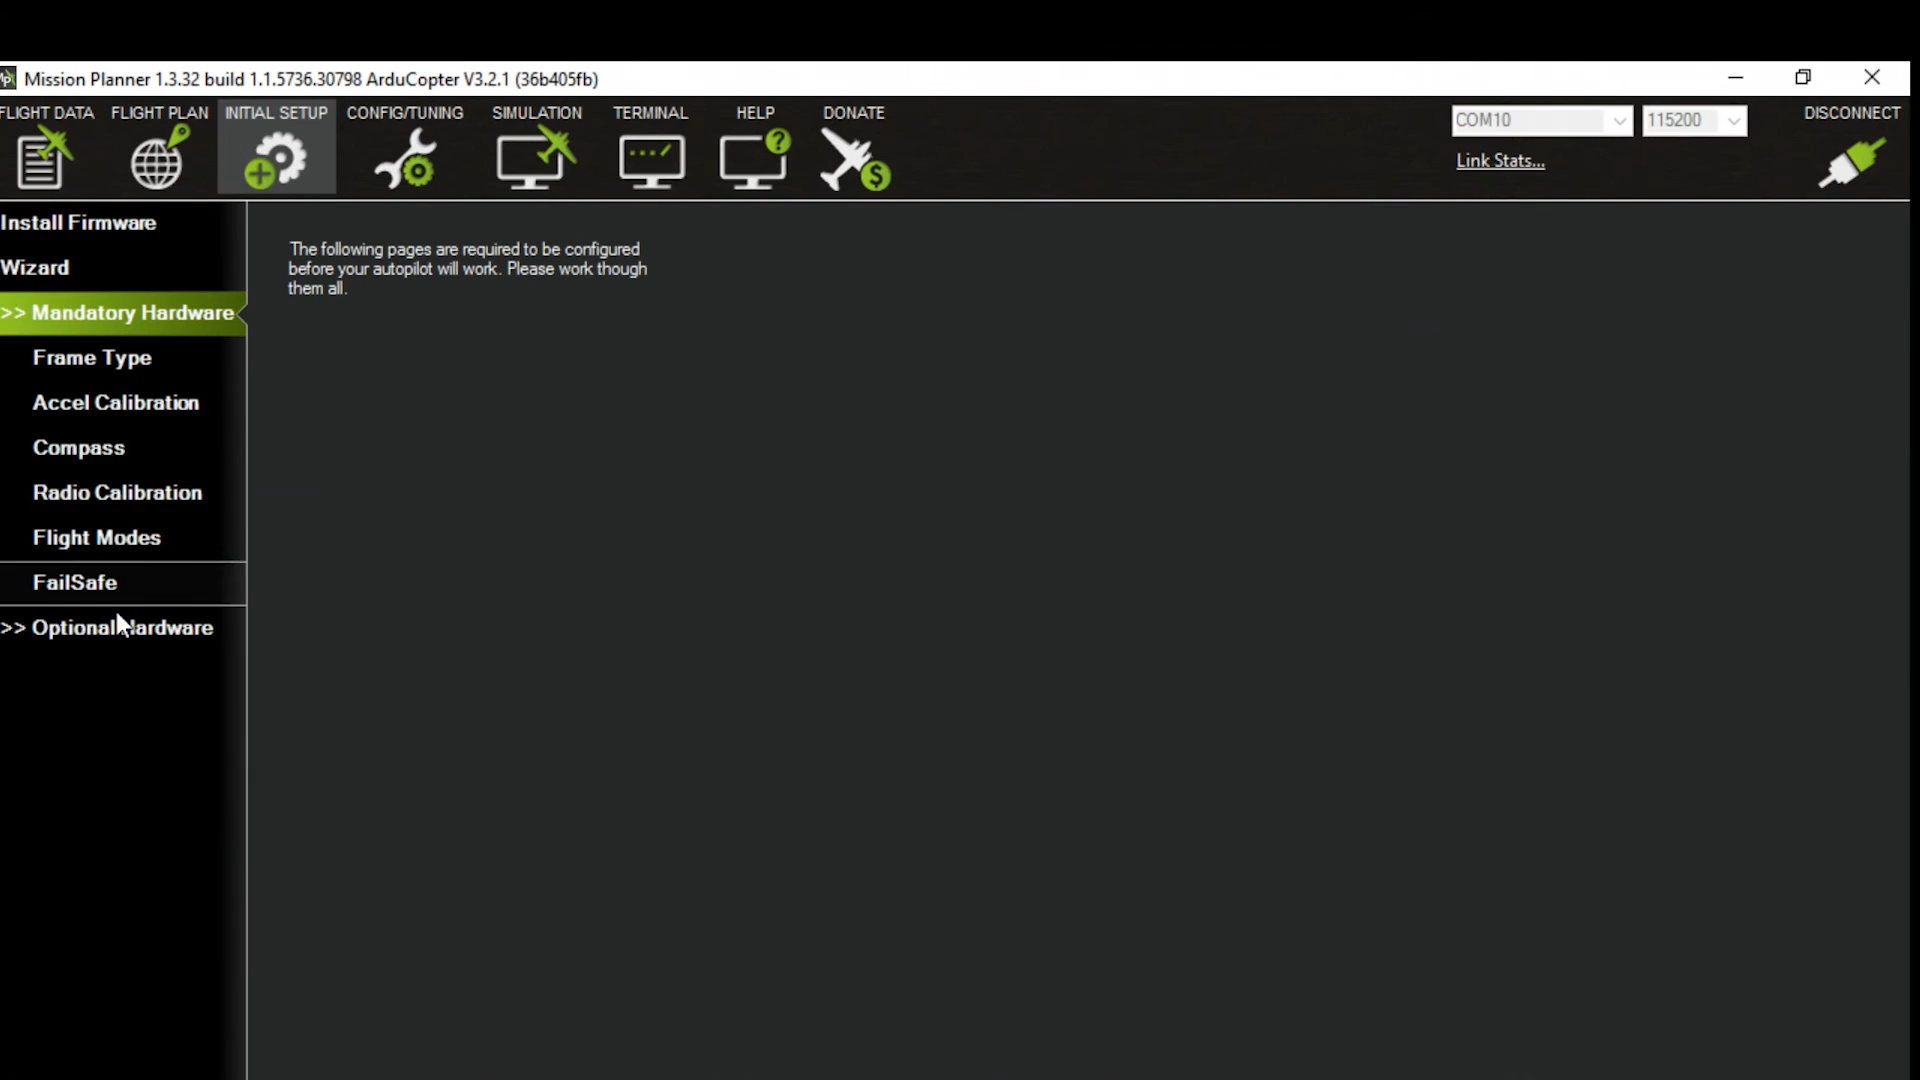 Mission Planner 1.3.32 build 1.1.5736.30798 ArduCopter V3.2.1 (36b405fb)
FLIGHT DATA FLIGHT PLAN INITIAL SETUP CONFIG/TUNING SIMULATION TERMINAL HELP DONATE
COM10 115200 DISCONNECT
Link Stats...
Install Firmware
Wizard
>> Mandatory Hardware
Frame Type
Accel Calibration
Compass
Radio Calibration
Flight Modes
FailSafe
>> Optional Hardware
The following pages are required to be configured
before your autopilot will work. Please work though
them all.